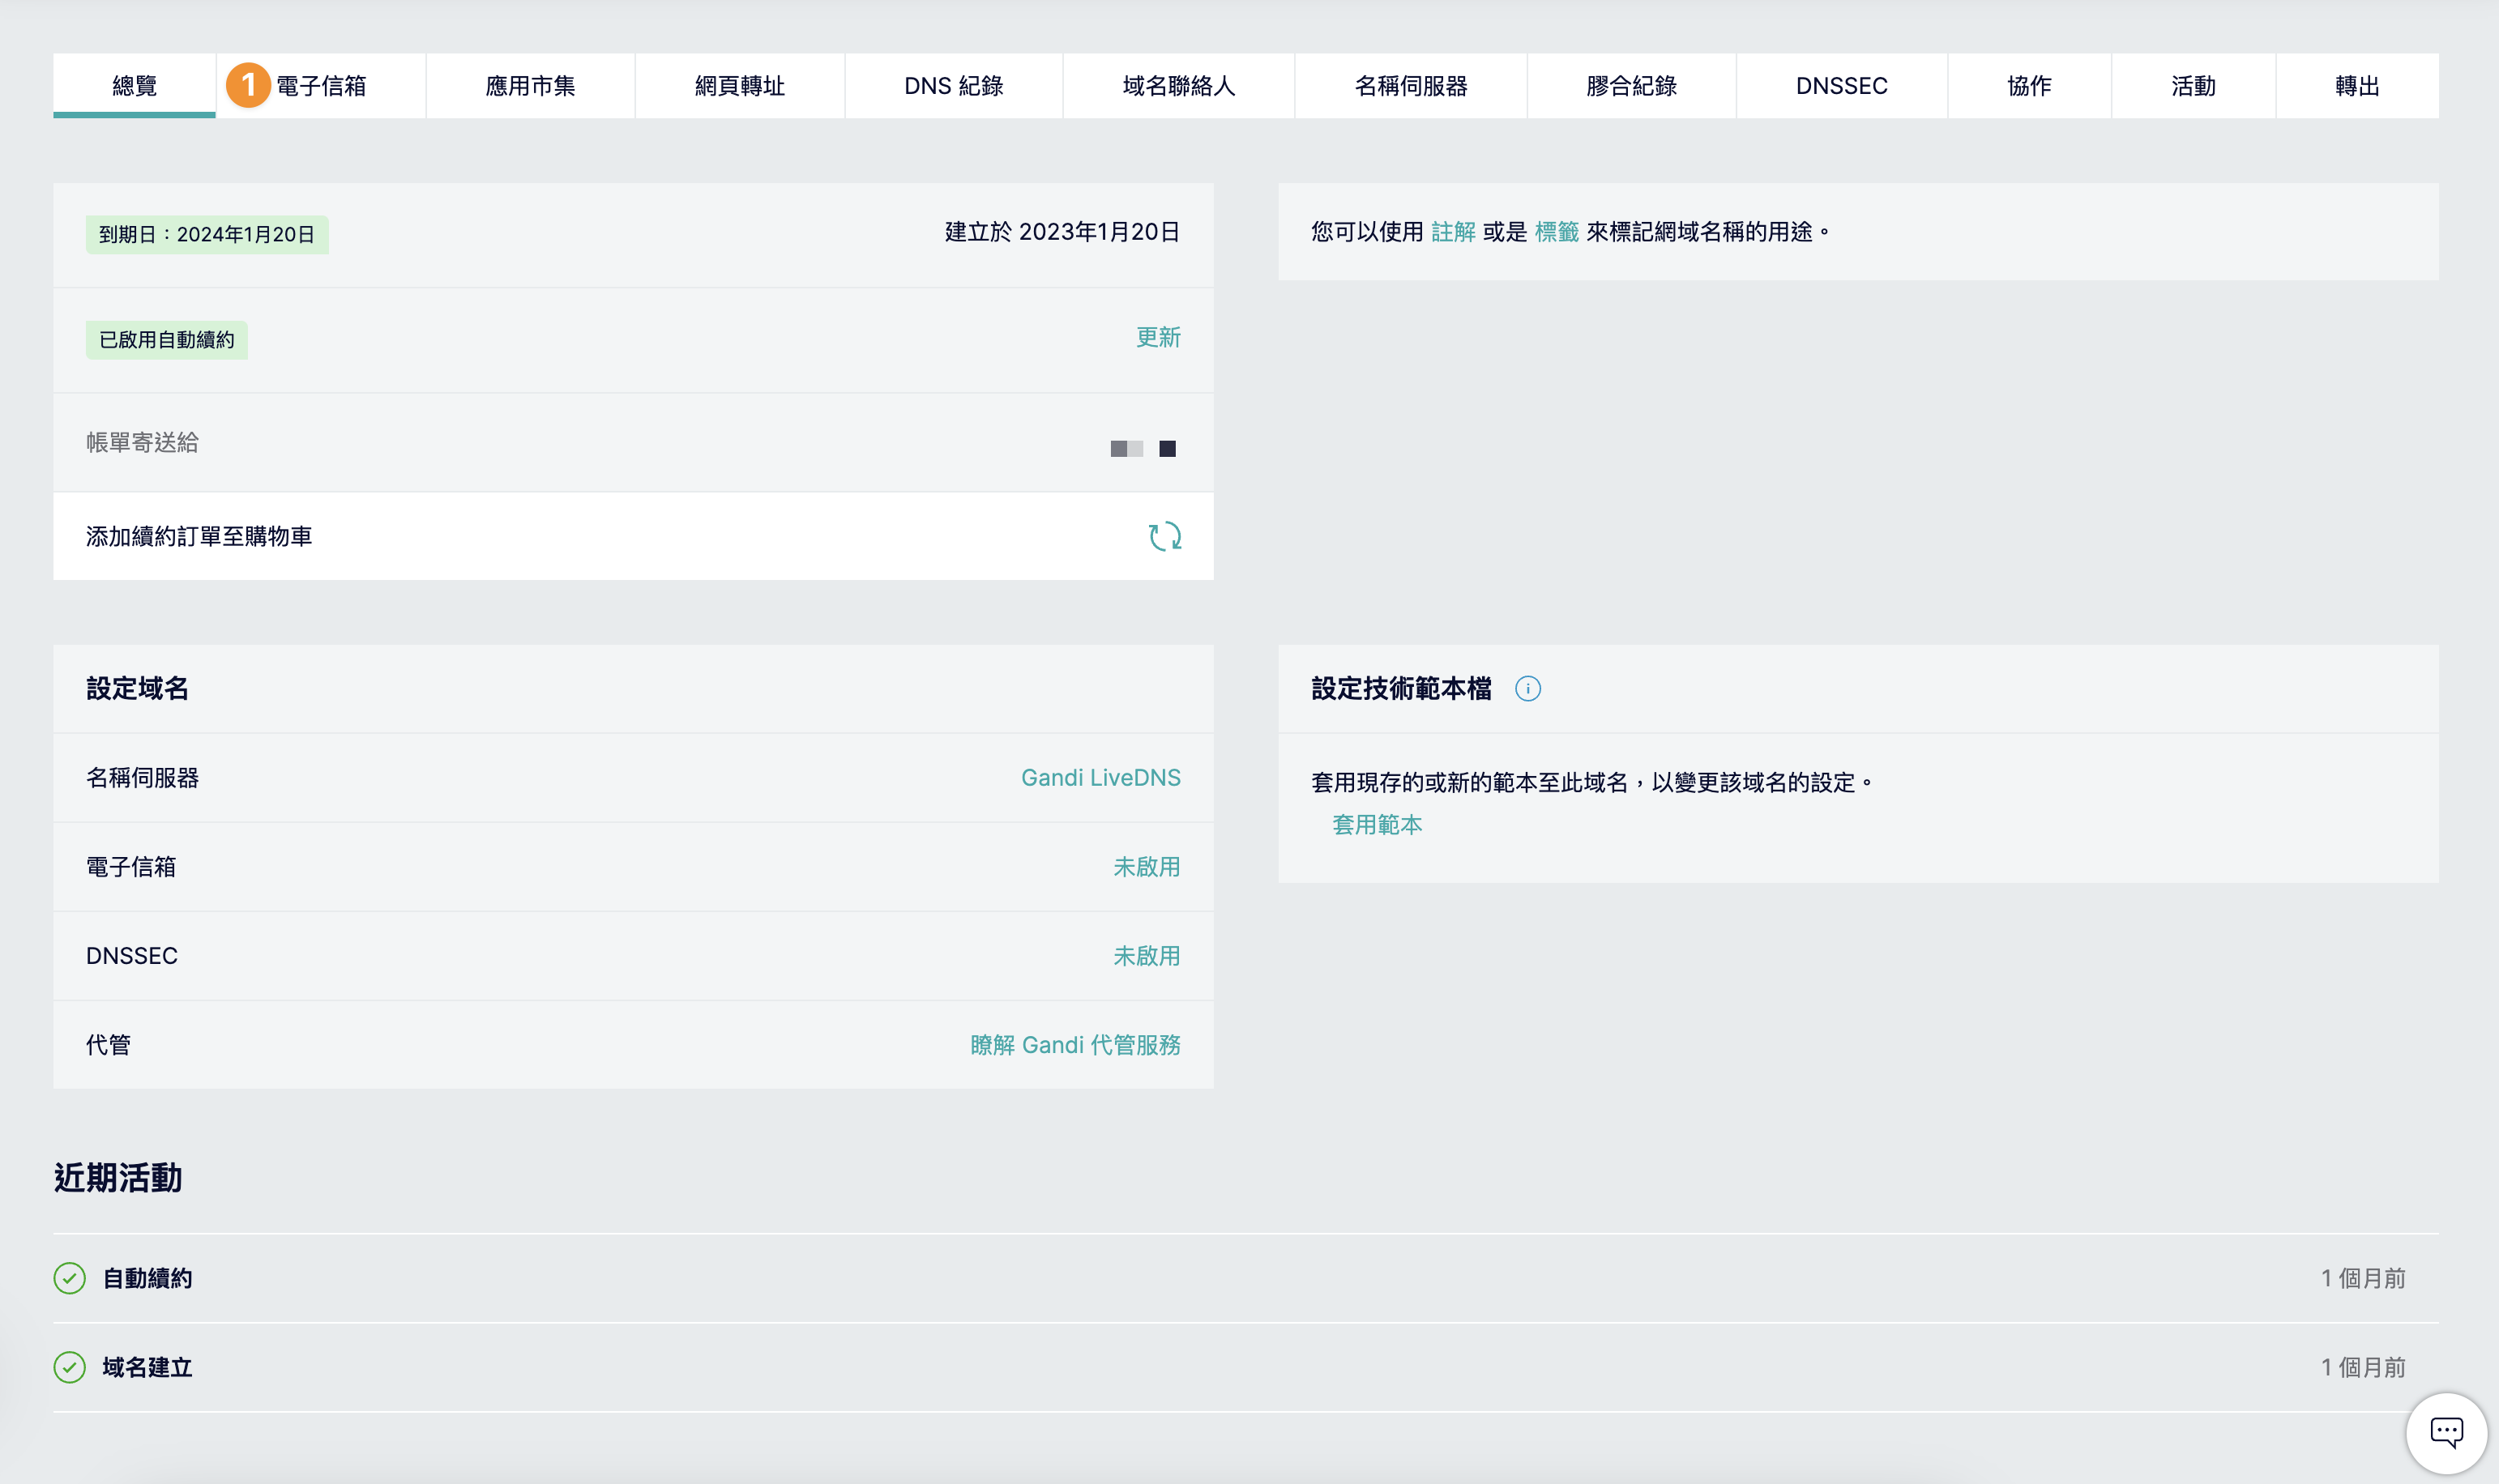 總覽
1
電子信箱
應用市集
網頁轉址
DNS 紀錄
域名聯絡人
名稱伺服器
膠合紀錄
DNSSEC
協作
活動
轉出
到期日：2024年1月20日
建立於 2023年1月20日
已啟用自動續約
更新
帳單寄送給
添加續約訂單至購物車
您可以使用 註解 或是 標籤 來標記網域名稱的用途。
設定域名
名稱伺服器
Gandi LiveDNS
電子信箱
未啟用
DNSSEC
未啟用
代管
瞭解 Gandi 代管服務
設定技術範本檔
套用現存的或新的範本至此域名，以變更該域名的設定。
套用範本
近期活動
自動續約
1 個月前
域名建立
1 個月前